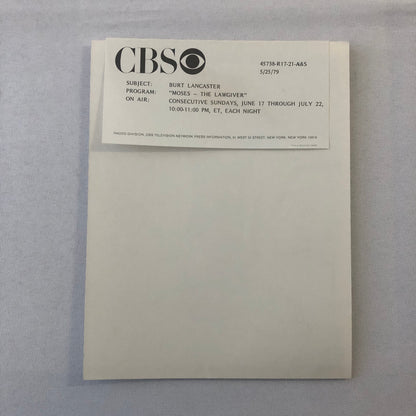 CBS
45738-R17-21-A&S
5/25/79
SUBJECT: BURT LANCASTER
PROGRAM: "MOSES – THE LAWGIVER"
ON AIR: CONSECUTIVE SUNDAYS, JUNE 17 THROUGH JULY 22,
10:00-11:00 PM, ET, EACH NIGHT
PHOTO DIVISION, CBS TELEVISION NETWORK PRESS INFORMATION, 51 WEST 52 STREET, NEW YORK, NEW YORK 10019